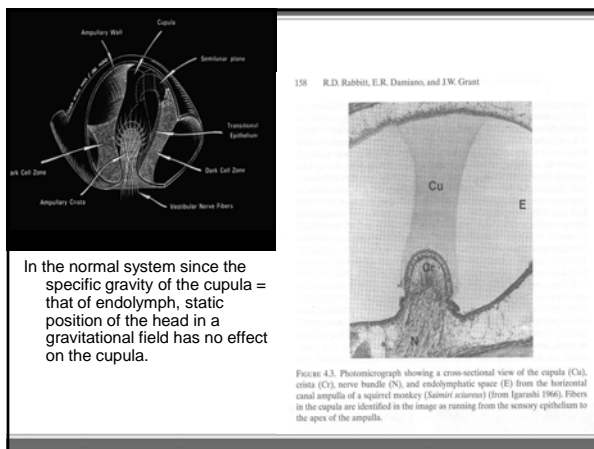 Cupula
Ampullary Wall
Semilunar plane
Transitional
Epithelium
ark Cell Zone
Dark Cell Zone
Ampullary Crista
Vestibular Nerve Fibers
In the normal system since the
specific gravity of the cupula =
that of endolymph, static
position of the head in a
gravitational field has no effect
on the cupula.
158 R.D. Rabbitt, E.R. Damiano, and J.W. Grant
Cu
E
Cr
N
FIGURE 4.3. Photomicrograph showing a cross-sectional view of the cupula (Cu),
crista (Cr), nerve bundle (N), and endolymphatic space (E) from the horizontal
canal ampulla of a squirrel monkey (Saimiri sciureus) (from Igarashi 1966). Fibers
in the cupula are identified in the image as running from the sensory epithelium to
the apex of the ampulla.